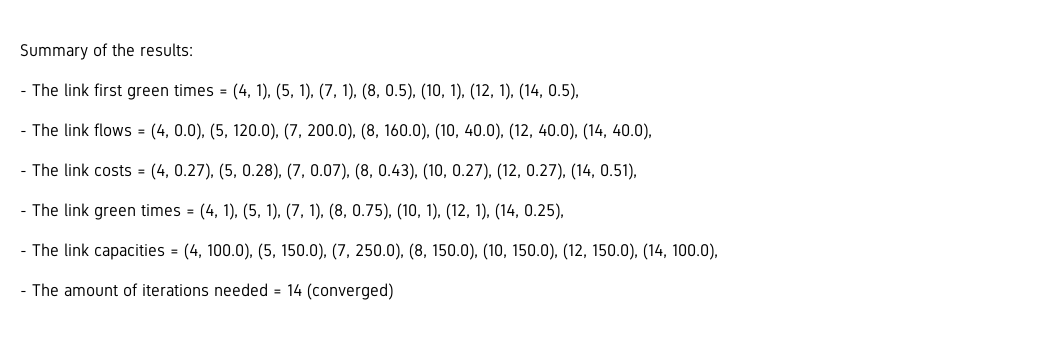 Summary of the results:
- The link first green times = (4, 1), (5, 1), (7, 1), (8, 0.5), (10, 1), (12, 1), (14, 0.5),
- The link flows = (4, 0.0), (5, 120.0), (7, 200.0), (8, 160.0), (10, 40.0), (12, 40.0), (14, 40.0),
- The link costs = (4, 0.27), (5, 0.28), (7, 0.07), (8, 0.43), (10, 0.27), (12, 0.27), (14, 0.51),
- The link green times = (4, 1), (5, 1), (7, 1), (8, 0.75), (10, 1), (12, 1), (14, 0.25),
- The link capacities = (4, 100.0), (5, 150.0), (7, 250.0), (8, 150.0), (10, 150.0), (12, 150.0), (14, 100.0),
- The amount of iterations needed = 14 (converged)